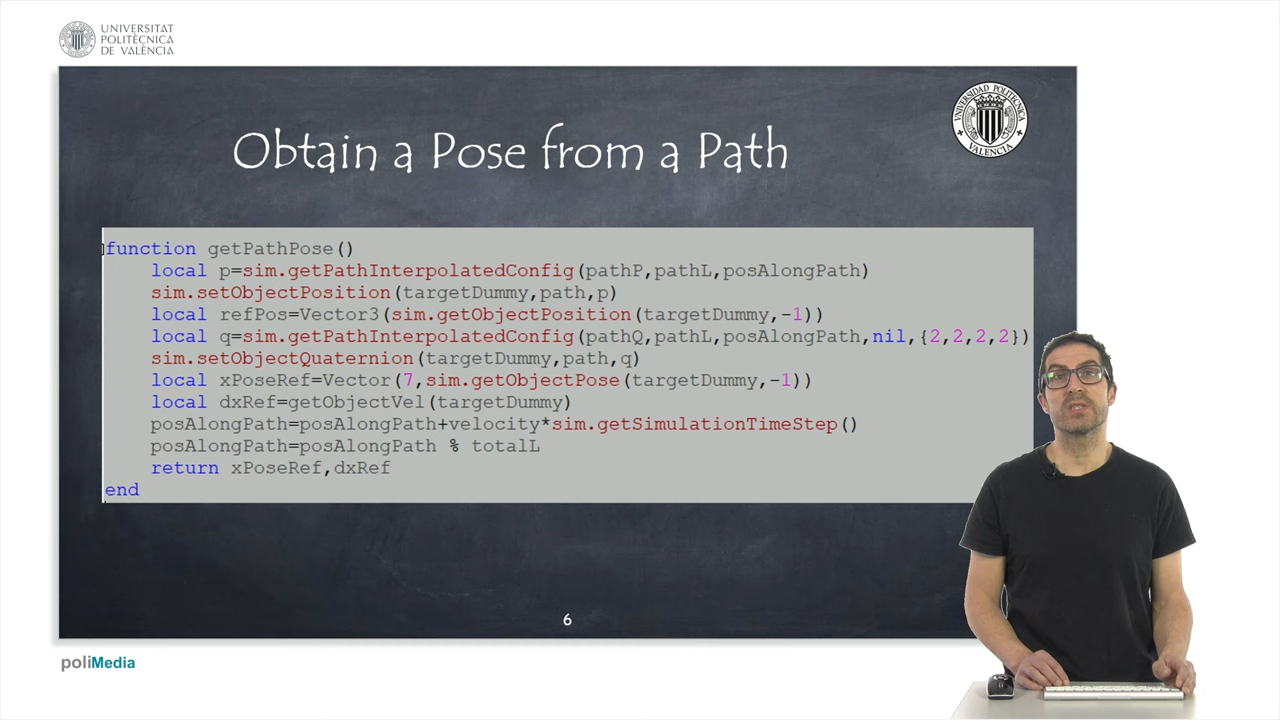 UNIVERSITAT
POLITÈCNICA
DE VALÈNCIA
UNIVERSIDAD POLITECNICA
VALENCIA
Obtain a Pose from a Path
function getPathPose()
local p=sim.getPathInterpolatedConfig(pathP,pathL,posAlongPath)
sim.setObjectPosition(targetDummy,path,p)
local refPos=Vector3(sim.getObjectPosition(targetDummy,-1))
local q=sim.getPathInterpolatedConfig(pathQ,pathL,posAlongPath,nil,{2,2,2,2})
sim.setObjectQuaternion(targetDummy,path,q)
local xPoseRef=Vector(7,sim.getObjectPose(targetDummy,-1))
local dxRef=getObjectVel(targetDummy)
posAlongPath=posAlongPath+velocity*sim.getSimulationTimeStep()
posAlongPath=posAlongPath % totalL
return xPoseRef,dxRef
end
6
poliMedia